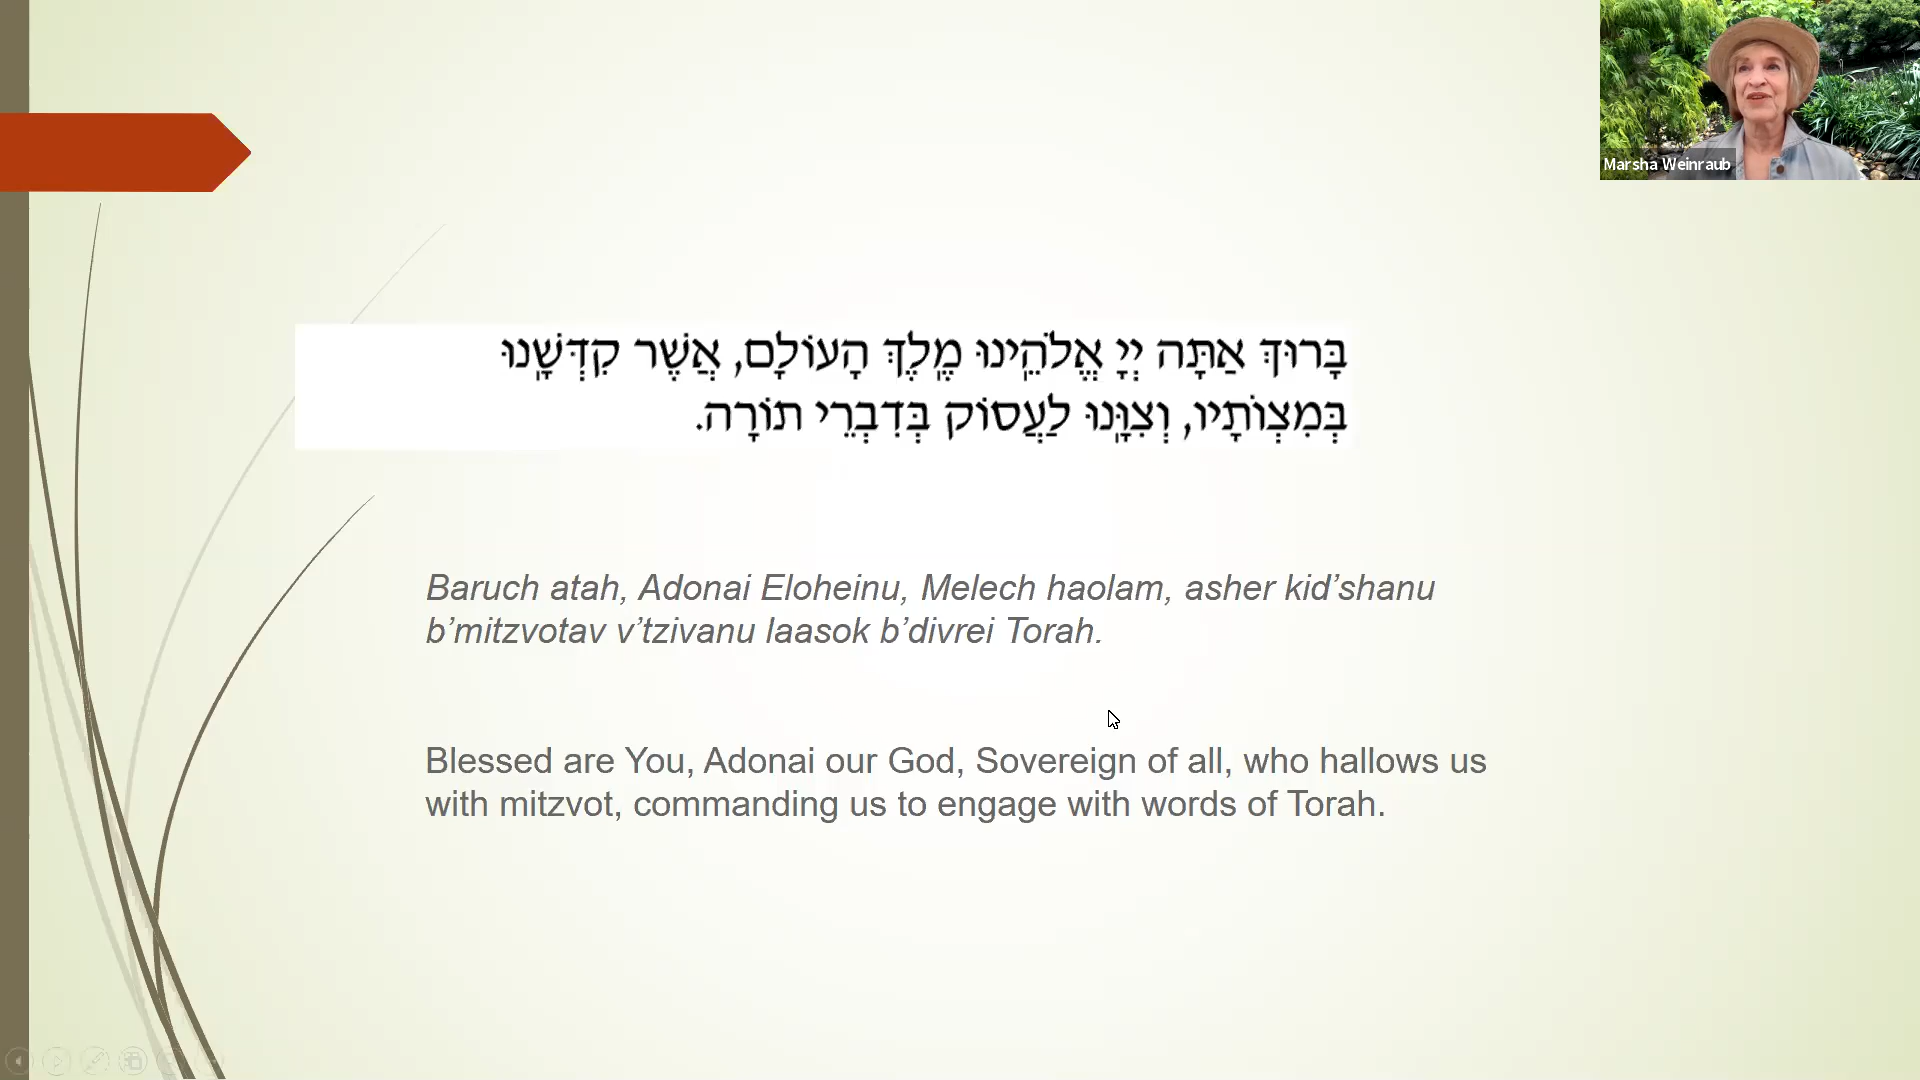 Marsha Weinraub
בָּרוּךְ אַתָּה יְיָ אֱלֹהֵֽינוּ מֶֽלֶךְ הָעוֹלָם, אֲשֶׁר קִדְּשָֽׁנוּ
בְּמִצְוֹתָיו, וְצִוָּֽנוּ לַעֲסוֹק בְּדִבְרֵי תוֹרָה.
Baruch atah, Adonai Eloheinu, Melech haolam, asher kid’shanu
b’mitzvotav v’tzivanu laasok b’divrei Torah.
Blessed are You, Adonai our God, Sovereign of all, who hallows us
with mitzvot, commanding us to engage with words of Torah.